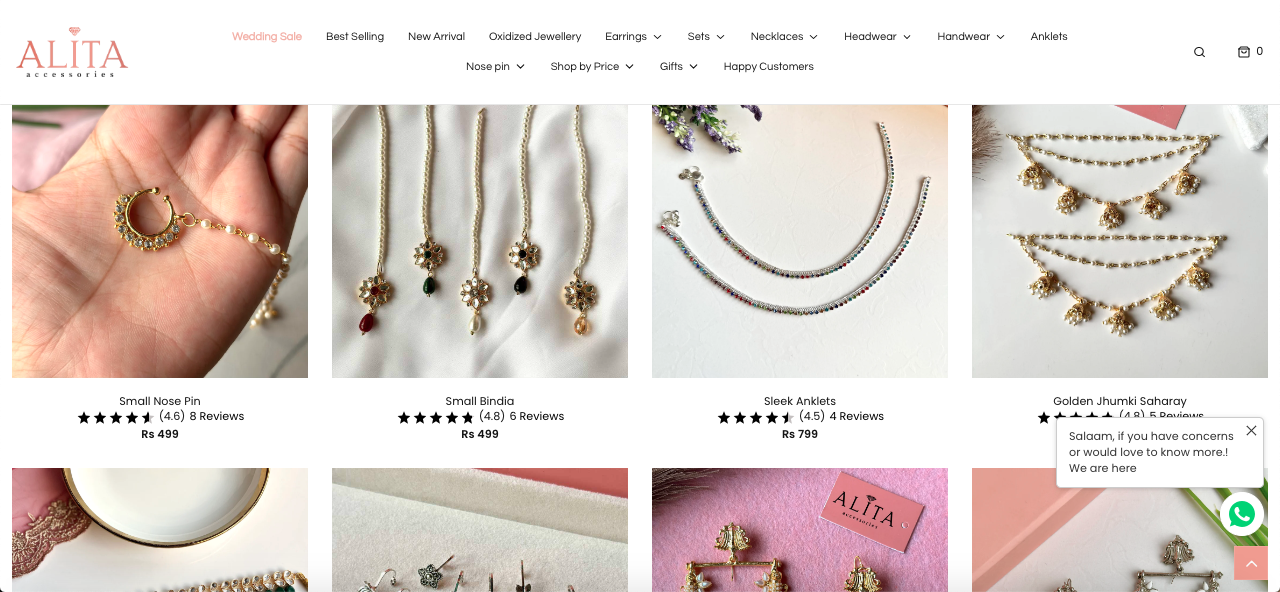 ALITA
accessories
Wedding Sale
Best Selling
New Arrival
Oxidized Jewellery
Earrings
Sets
Necklaces
Headwear
Handwear
Anklets
Nose pin
Shop by Price
Gifts
Happy Customers
0
Small Nose Pin
(4.6) 8 Reviews
Rs 499
Small Bindia
(4.8) 6 Reviews
Rs 499
Sleek Anklets
(4.5) 4 Reviews
Rs 799
Golden Jhumki Saharay
(4.8) 5 Reviews
Salaam, if you have concerns
or would love to know more.!
We are here
ALITA
accessories